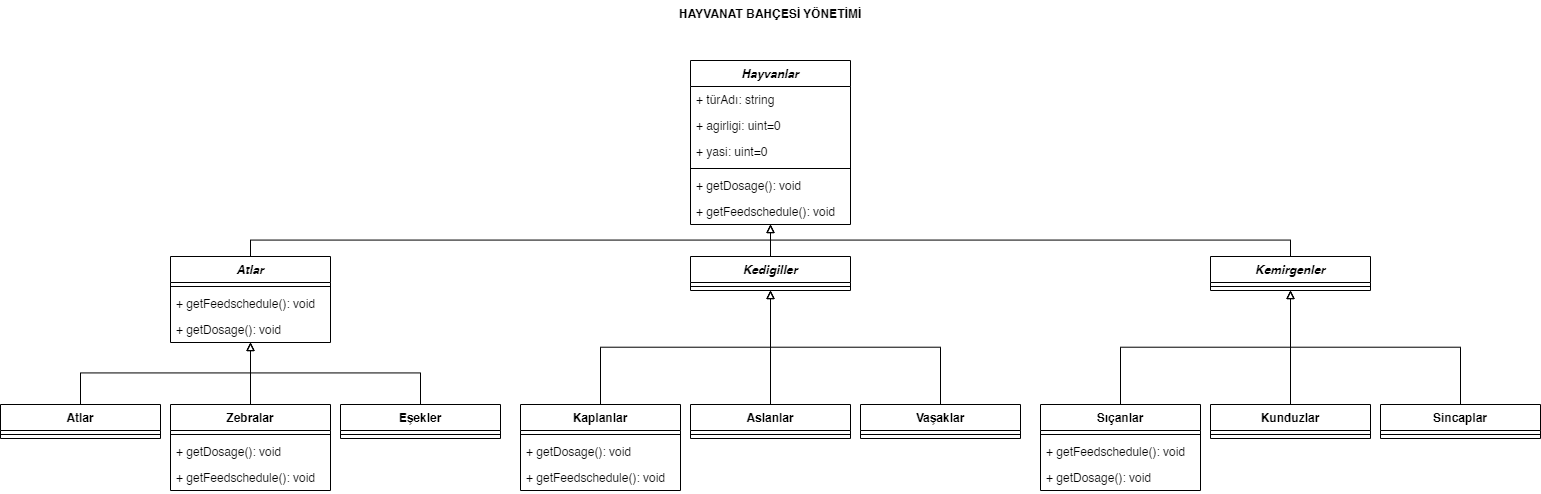 HAYVANAT BAHÇESİ YÖNETİMİ
Hayvanlar
+ türAdı: string
+ agirligi: uint=0
+ yasi: uint=0
+ getDosage(): void
+ getFeedschedule(): void
Atlar
+ getFeedschedule(): void
+ getDosage(): void
Kedigiller
Kemirgenler
Atlar
Zebralar
+ getDosage(): void
+ getFeedschedule(): void
Eşekler
Kaplanlar
+ getDosage(): void
+ getFeedschedule(): void
Aslanlar
Vaşaklar
Sıçanlar
+ getFeedschedule(): void
+ getDosage(): void
Kunduzlar
Sincaplar